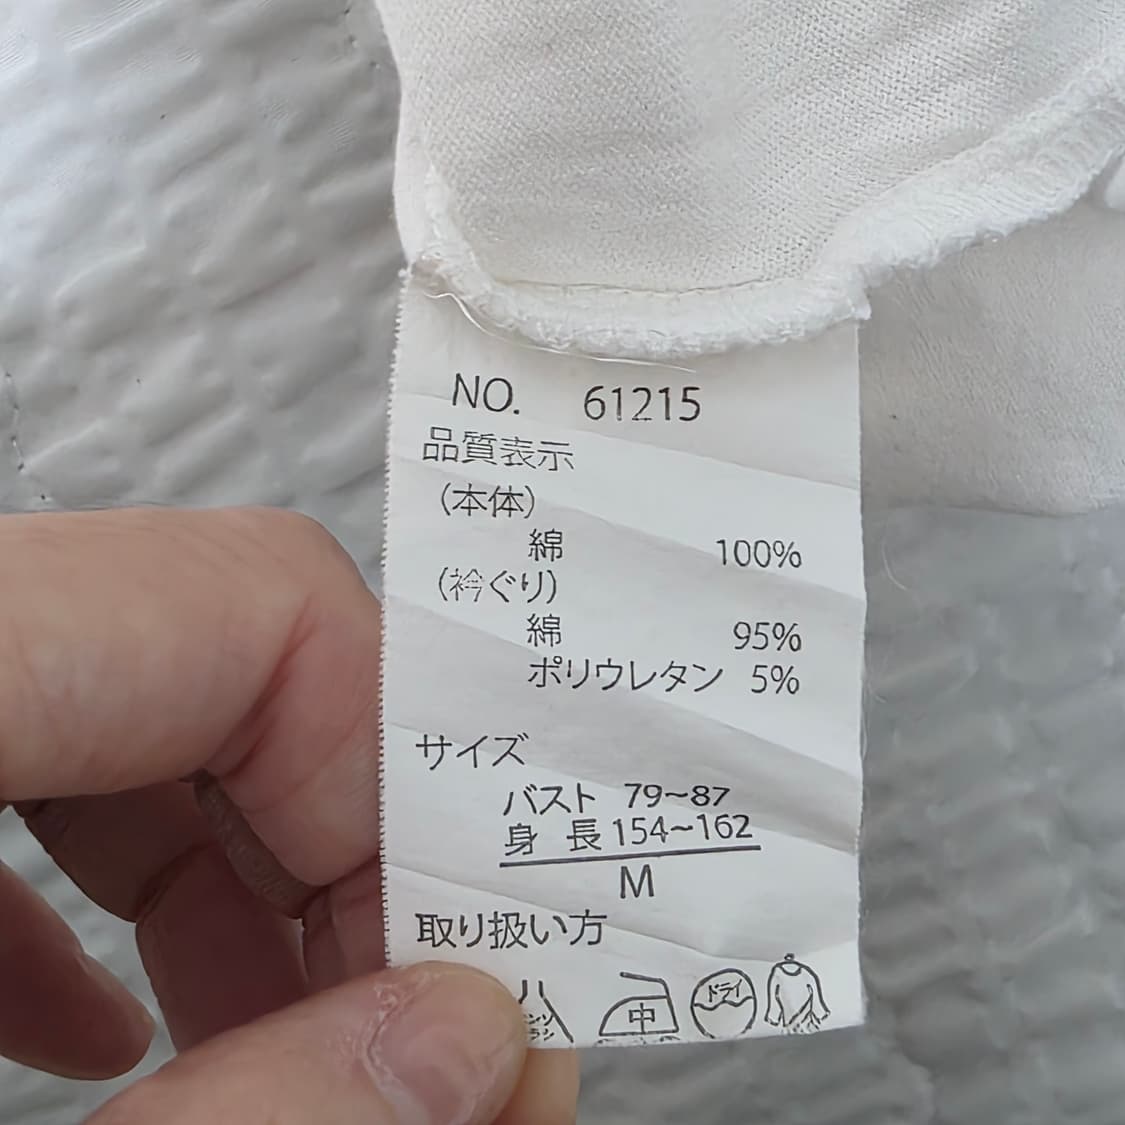 NO. 61215
品質表示
(本体)
綿 100%
(衿ぐり)
綿 95%
ポリウレタン 5%
サイズ
バスト 79~87
身 長 154~162
M
取り扱い方
中 ドライ